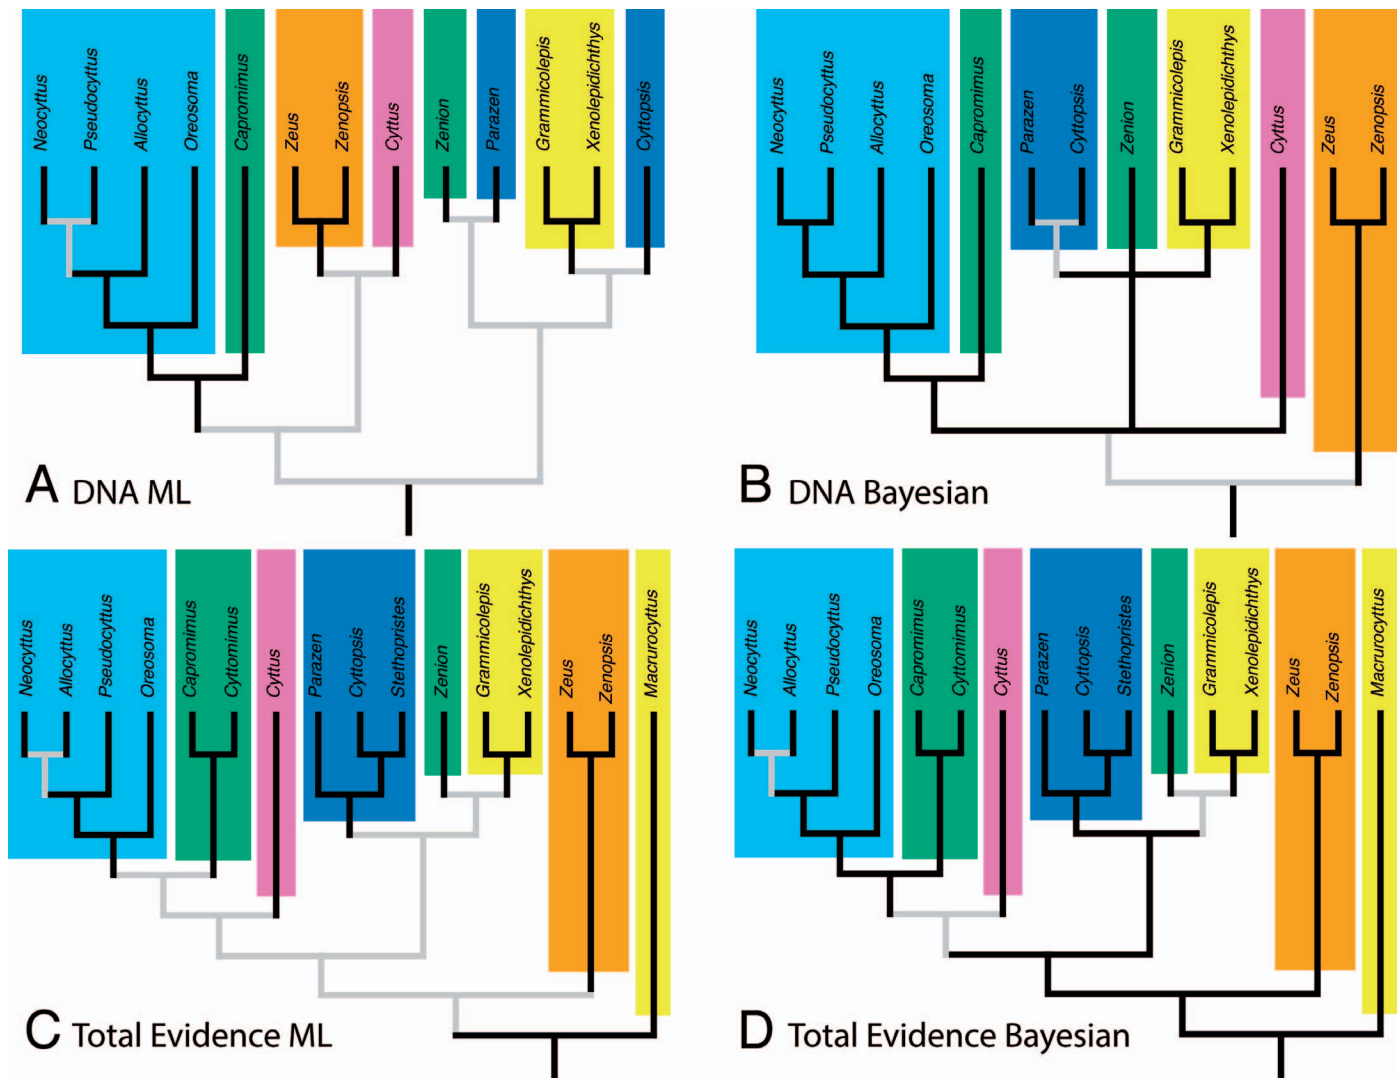 Neocyttus
Pseudocyttus
Allocyttus
Oreosoma
Capromimus
Zeus
Zenopsis
Cyttus
Zenion
Parazen
Grammicolepis
Xenolepidichthys
Cyttopsis
A DNA ML
Neocyttus
Pseudocyttus
Allocyttus
Oreosoma
Capromimus
Parazen
Cyttopsis
Zenion
Grammicolepis
Xenolepidichthys
Cyttus
Zeus
Zenopsis
B DNA Bayesian
Neocyttus
Allocyttus
Pseudocyttus
Oreosoma
Capromimus
Cyttomimus
Cyttus
Parazen
Cyttopsis
Stethopristes
Zenion
Grammicolepis
Xenolepidichthys
Zeus
Zenopsis
Macrurocyttus
C Total Evidence ML
Neocyttus
Allocyttus
Pseudocyttus
Oreosoma
Capromimus
Cyttomimus
Cyttus
Parazen
Cyttopsis
Stethopristes
Zenion
Grammicolepis
Xenolepidichthys
Zeus
Zenopsis
Macrurocyttus
D Total Evidence Bayesian